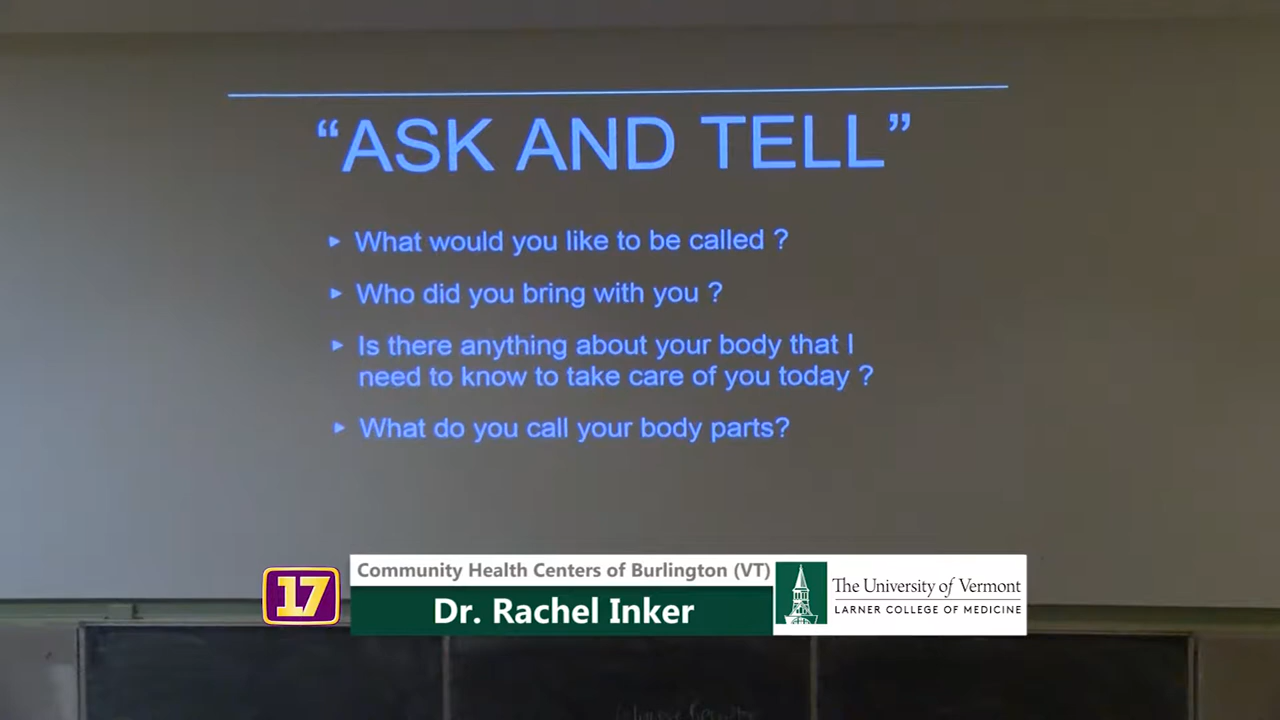 “ASK AND TELL”
▸ What would you like to be called ?
▸ Who did you bring with you ?
▸ Is there anything about your body that I
need to know to take care of you today ?
▸ What do you call your body parts?
17
Community Health Centers of Burlington (VT)
Dr. Rachel Inker
The University of Vermont
LARNER COLLEGE OF MEDICINE